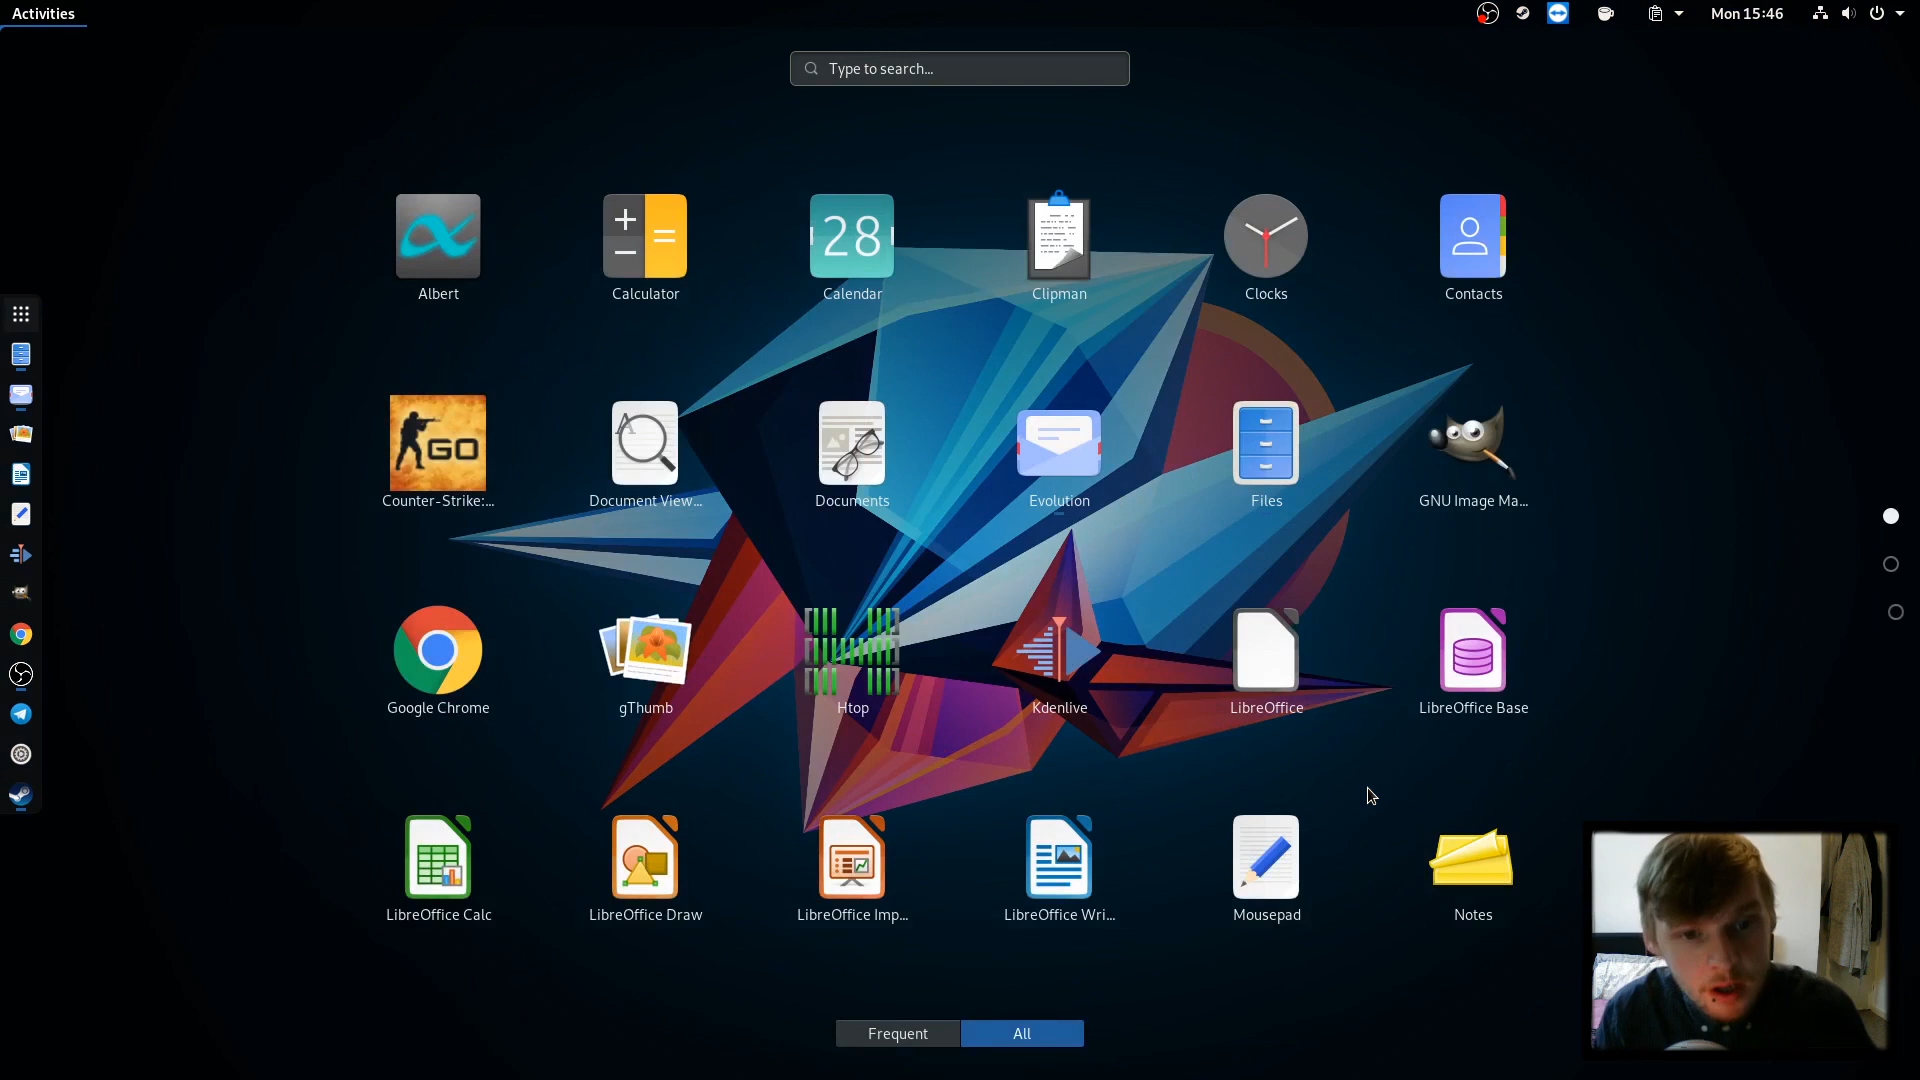 Activities
Mon 15:46
Type to search...
28
Albert
Calculator
Calendar
Clipman
Clocks
Contacts
GO
A
Counter-Strike:...
Document View...
Documents
Evolution
Files
GNU Image Ma...
Google Chrome
gThumb
Htop
Kdenlive
LibreOffice
LibreOffice Base
LibreOffice Calc
LibreOffice Draw
LibreOffice Imp...
LibreOffice Wri...
Mousepad
Notes
Frequent
All